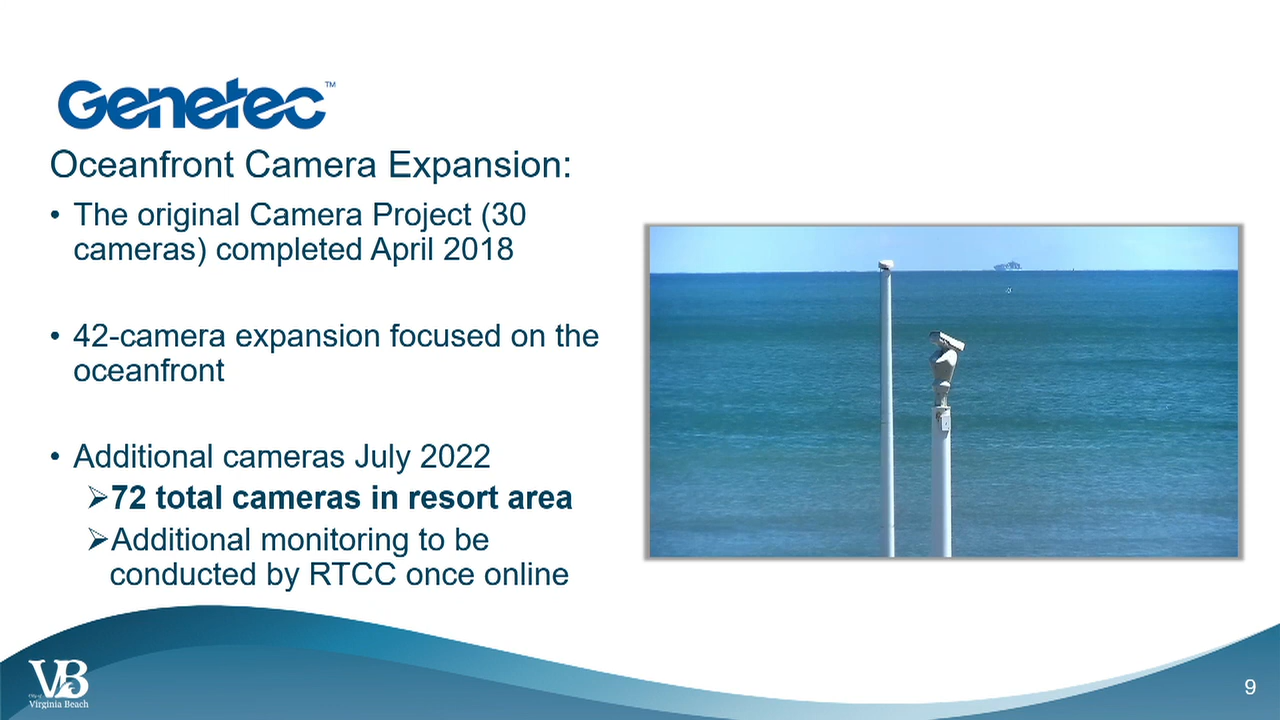 Genetec™
Oceanfront Camera Expansion:
• The original Camera Project (30
cameras) completed April 2018
• 42-camera expansion focused on the
oceanfront
• Additional cameras July 2022
➢72 total cameras in resort area
➢Additional monitoring to be
conducted by RTCC once online
VB
City of
Virginia Beach
9